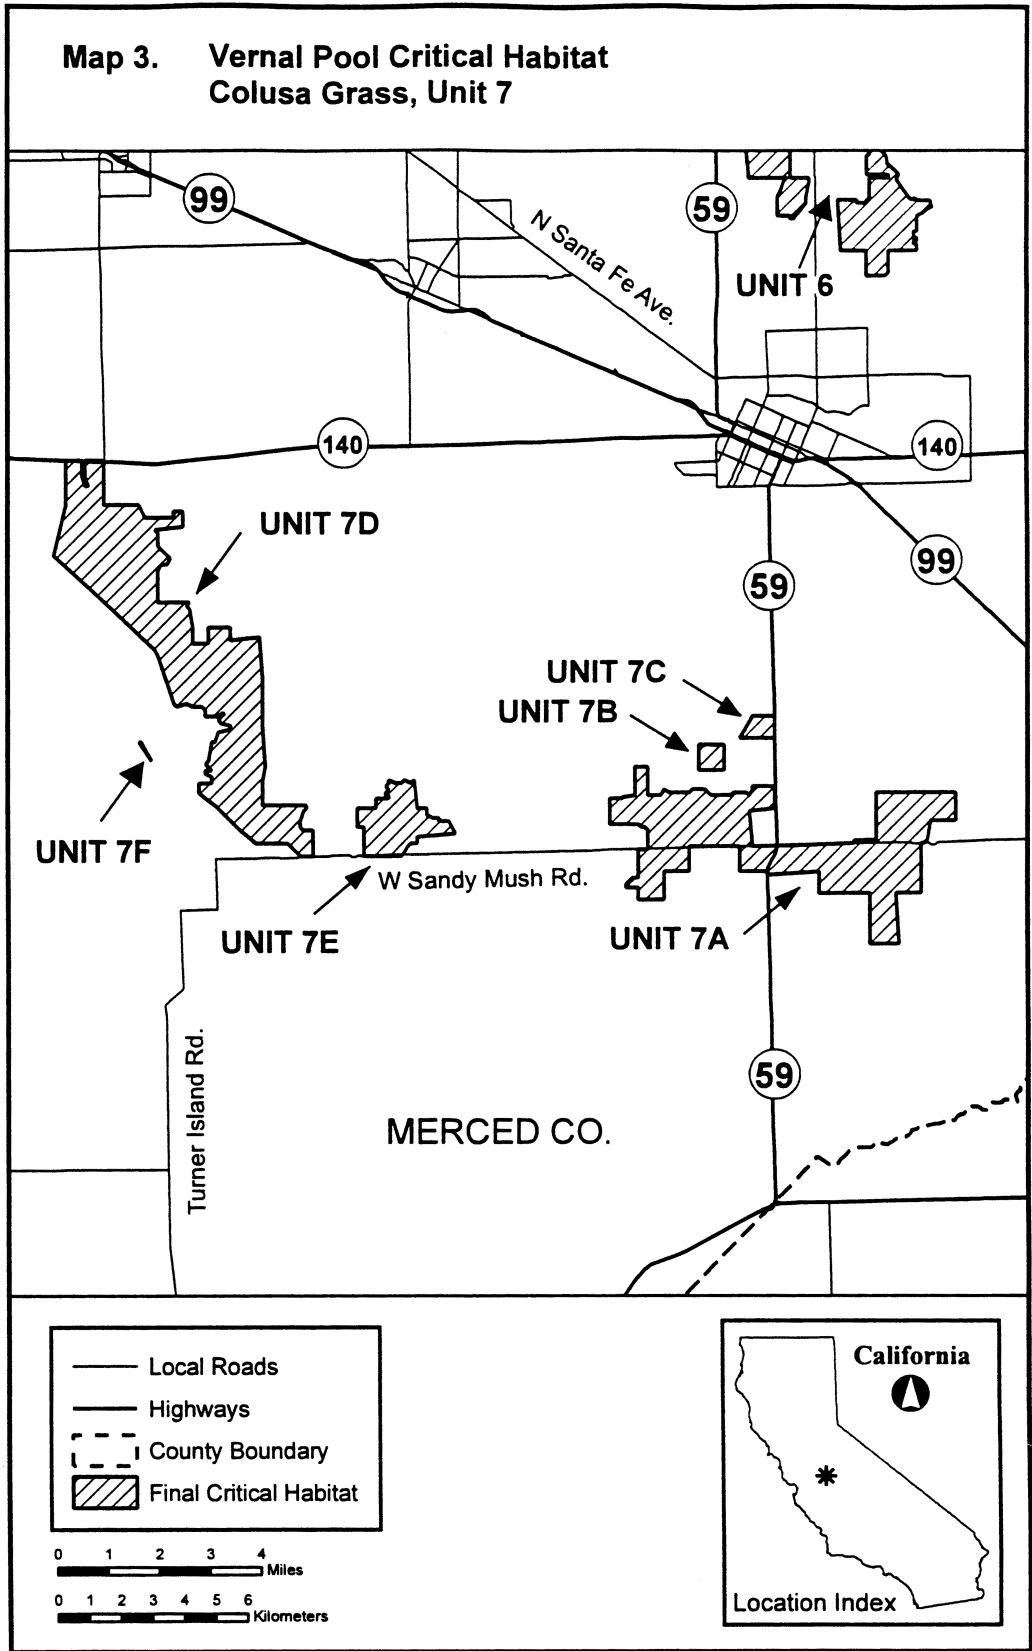 Map 3. Vernal Pool Critical Habitat
Colusa Grass, Unit 7
99
59
N Santa Fe Ave.
UNIT 6
140
140
UNIT 7D
99
59
UNIT 7C
UNIT 7B
UNIT 7F
W Sandy Mush Rd.
UNIT 7E
UNIT 7A
Turner Island Rd.
59
MERCED CO.
Local Roads
Highways
County Boundary
Final Critical Habitat
0 1 2 3 4
Miles
0 1 2 3 4 5 6
Kilometers
California
Location Index